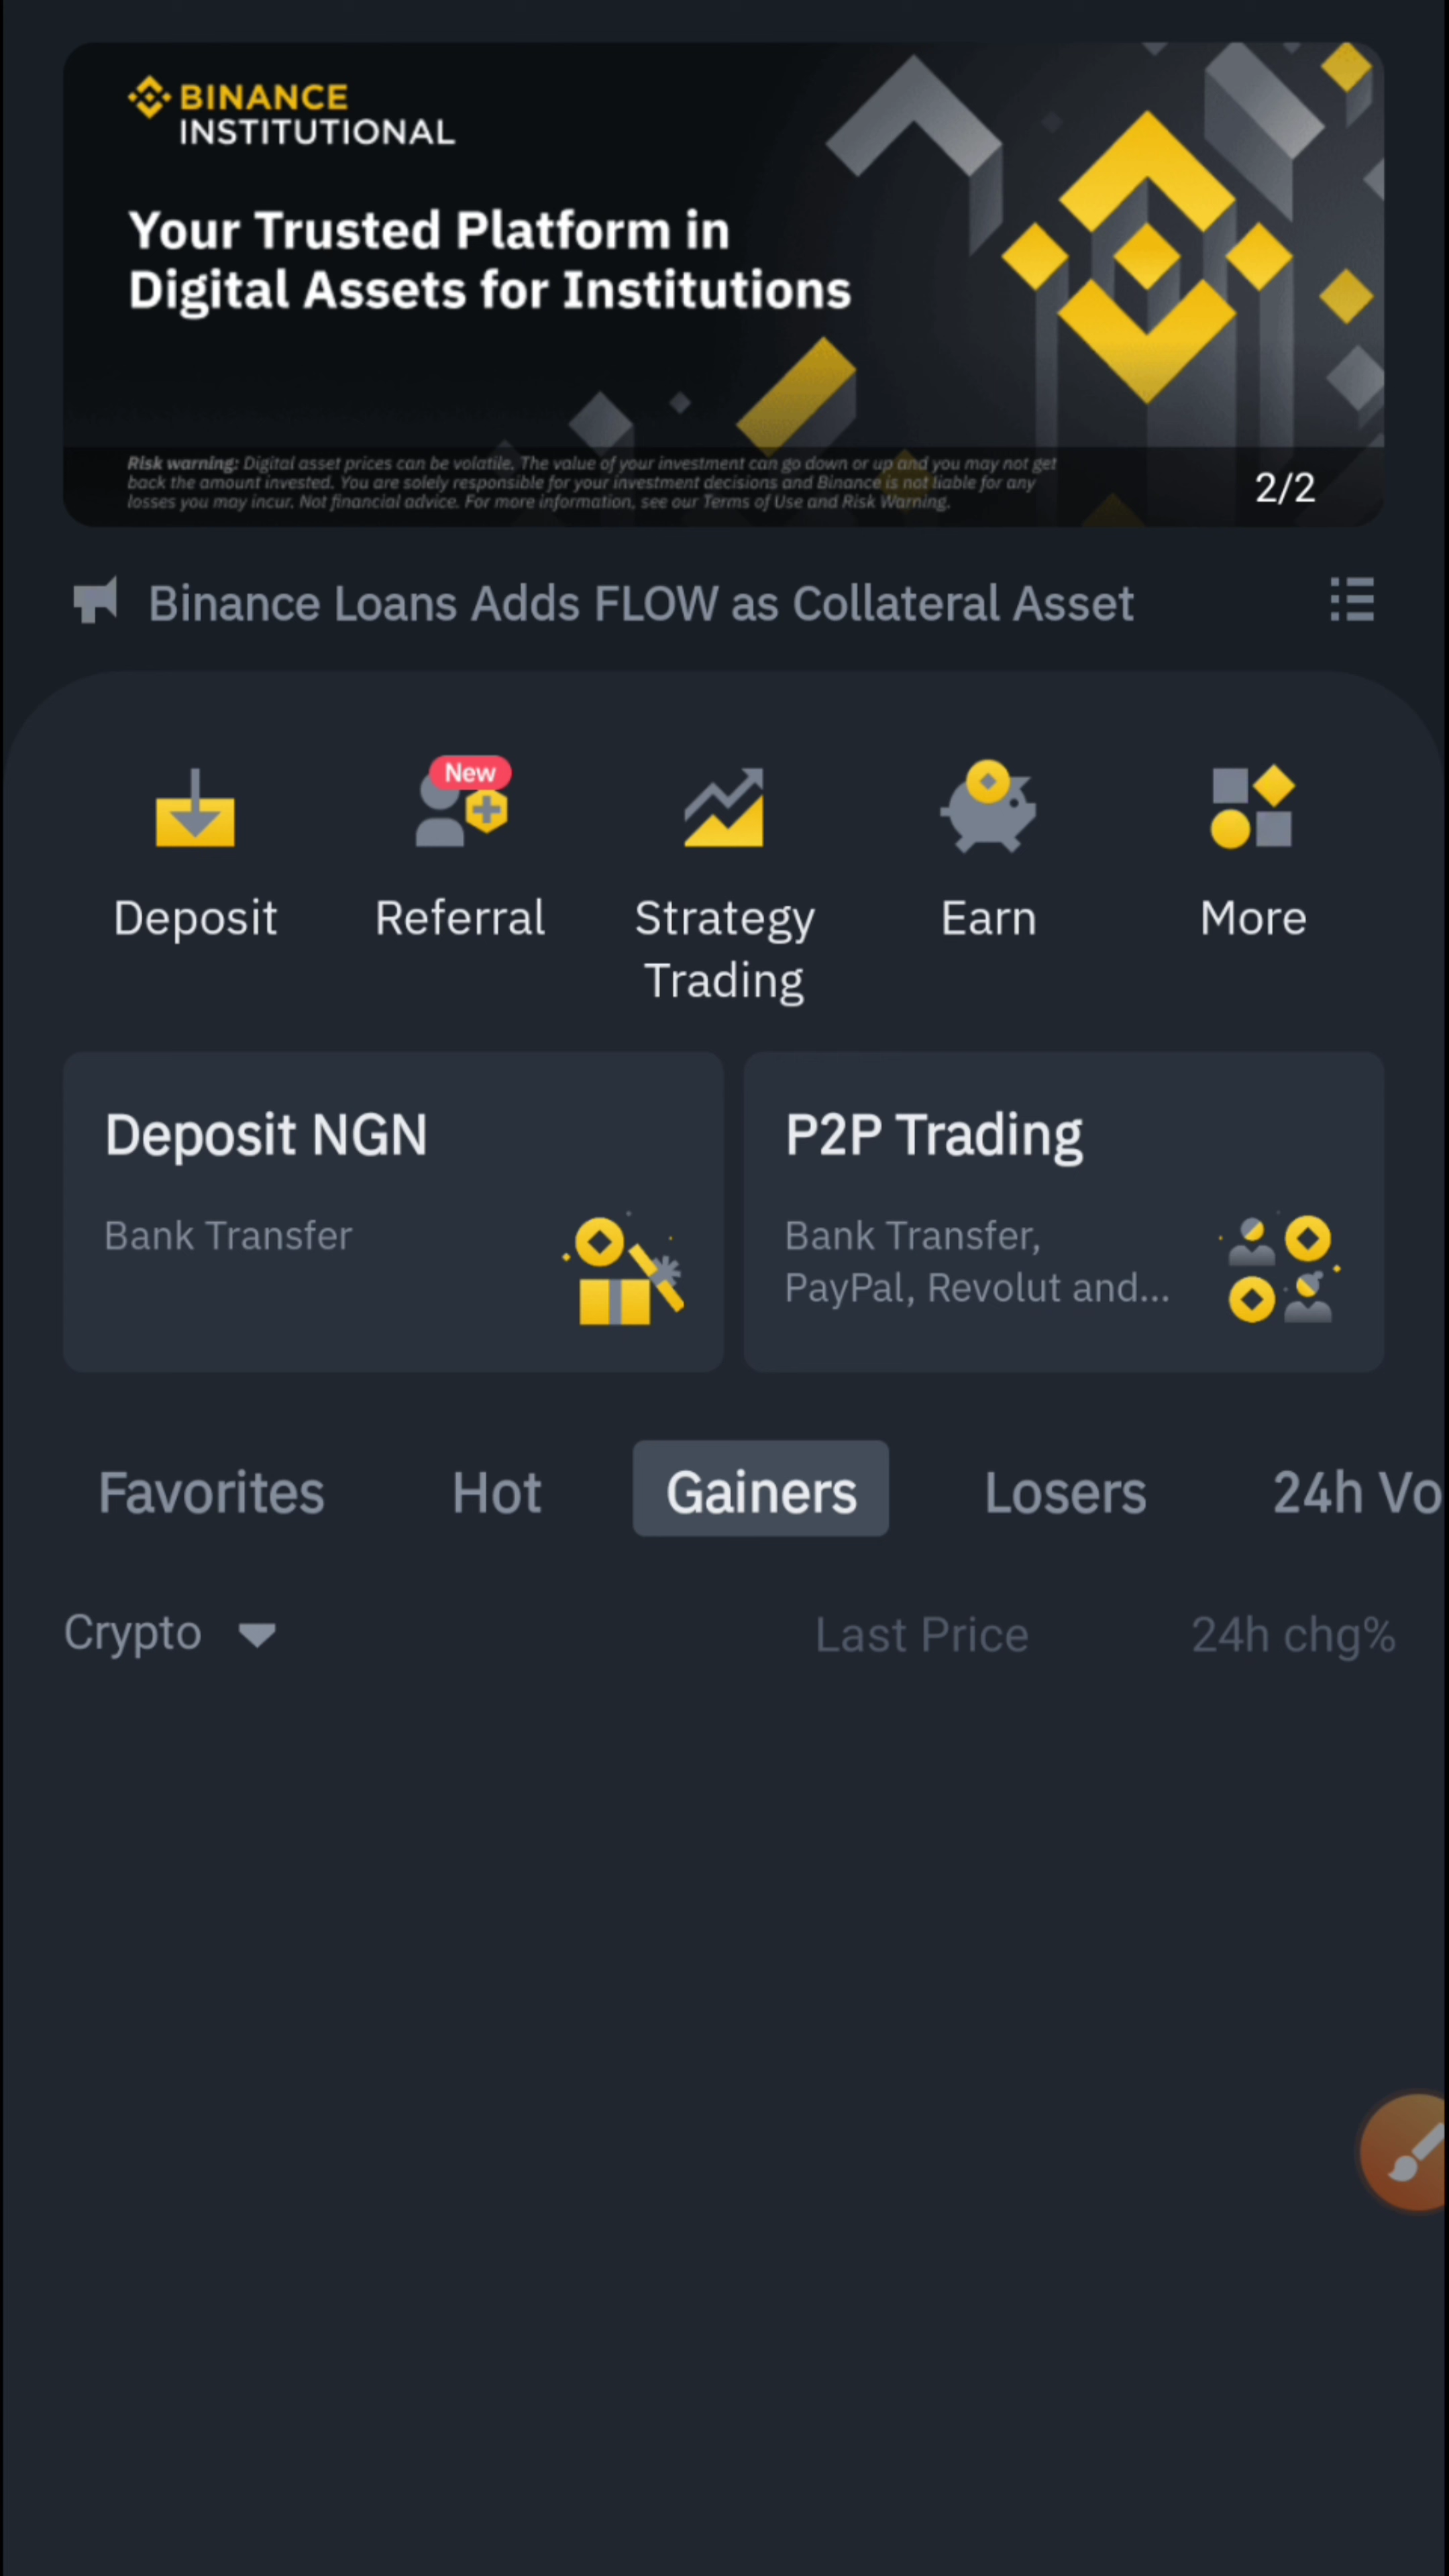 BINANCE
INSTITUTIONAL
Your Trusted Platform in
Digital Assets for Institutions
Risk warning: Digital asset prices can be volatile. The value of your investment can go down or up and you may not get
back the amount invested. You are solely responsible for your investment decisions and Binance is not liable for any
losses you may incur. Not financial advice. For more information, see our Terms of Use and Risk Warning.
2/2
Binance Loans Adds FLOW as Collateral Asset
New
Deposit
Referral
Strategy
Trading
Earn
More
Deposit NGN
Bank Transfer
P2P Trading
Bank Transfer,
PayPal, Revolut and...
Favorites
Hot
Gainers
Losers
24h Vo
Crypto
Last Price
24h chg%